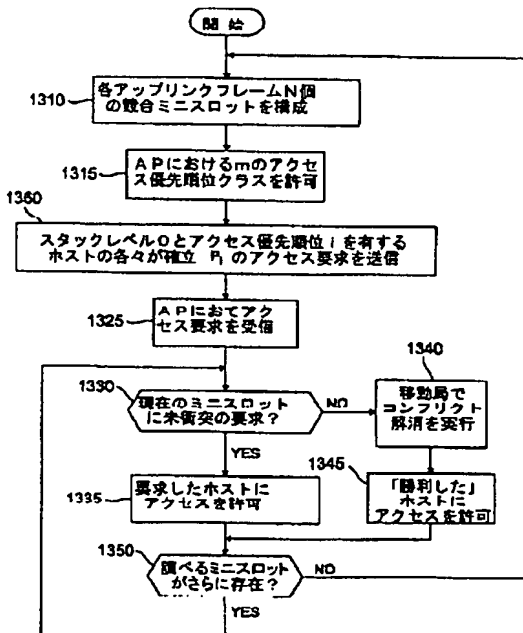 開始
1310
各アップリンクフレームN個
の競合ミニスロットを構成
1315
APにおけるmのアクセ
ス優先順位クラスを許可
1360
スタックレベル0とアクセス優先順位iを有する
ホストの各々が確立 Pi のアクセス要求を送信
1325
APにおてアク
セス要求を受信
1330
現在のミニスロット
に未衝突の要求?
NO
1340
移動局で
コンフリクト
解消を実行
YES
1335
要求したホストに
アクセスを許可
1345
「勝利した」
ホストに
アクセスを許可
1350
調べるミニスロット
がさらに存在?
NO
YES